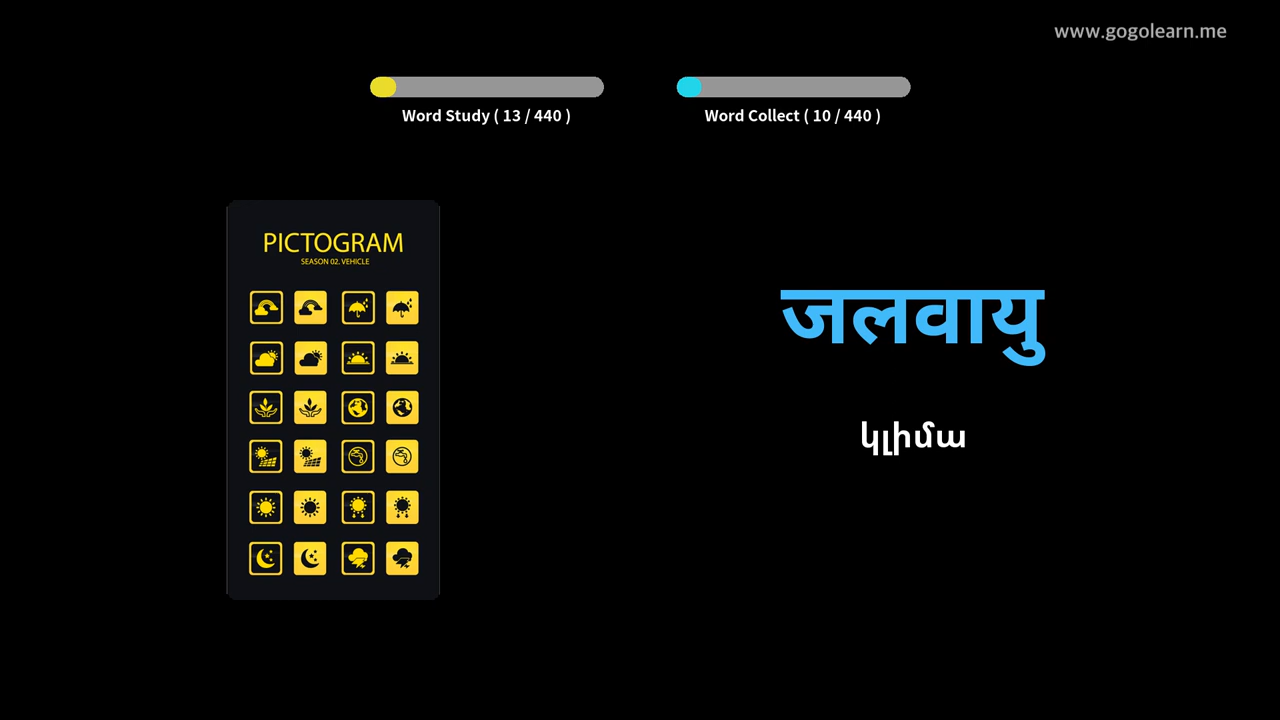 www.gogolearn.me
Word Study ( 13 / 440 )
Word Collect ( 10 / 440 )
PICTOGRAM
SEASON 02. VEHICLE
जलवायु
կլիմա